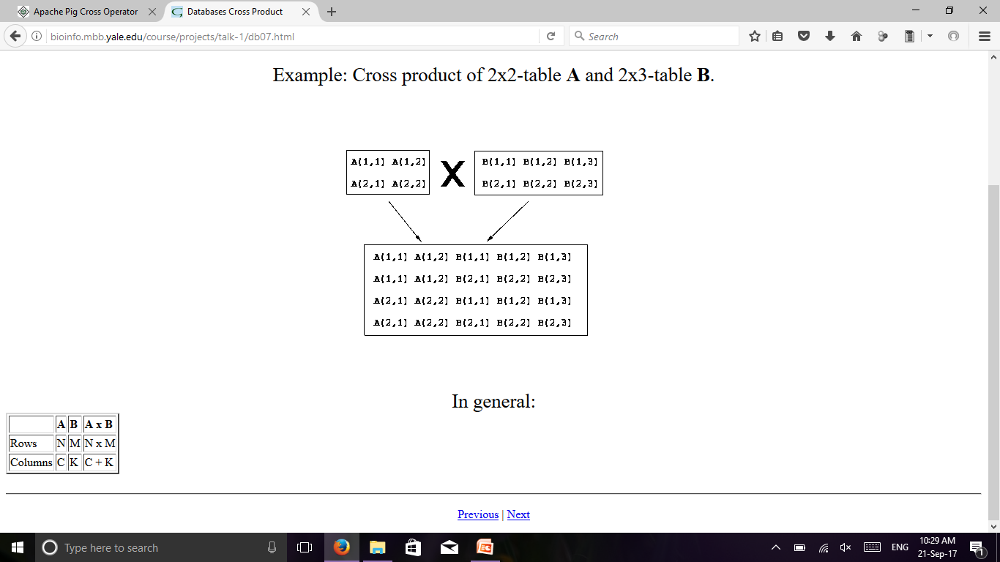 Apache Pig Cross Operator
Databases Cross Product
bioinfo.mbb.yale.edu/course/projects/talk-1/db07.html
Search
Example: Cross product of 2x2-table A and 2x3-table B.
A(1,1) A(1,2) X B(1,1) B(1,2) B(1,3)
A(2,1) A(2,2) B(2,1) B(2,2) B(2,3)
A(1,1) A(1,2) B(1,1) B(1,2) B(1,3)
A(1,1) A(1,2) B(2,1) B(2,2) B(2,3)
A(2,1) A(2,2) B(1,1) B(1,2) B(1,3)
A(2,1) A(2,2) B(2,1) B(2,2) B(2,3)
In general:
A B A x B
Rows N M N x M
Columns C K C + K
Previous | Next
Type here to search
ENG
10:29 AM
21-Sep-17
1